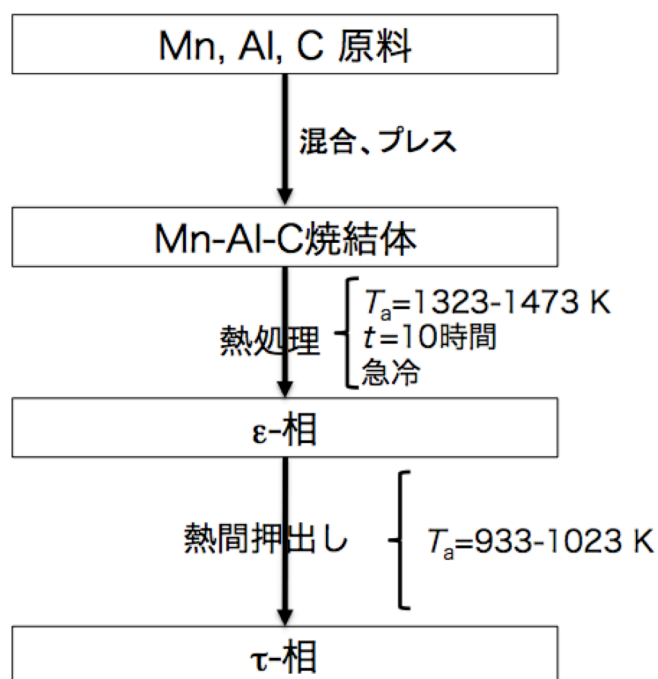 Mn, Al, C 原料
混合、プレス
Mn-Al-C焼結体
熱処理
Ta=1323-1473 K
t=10時間
急冷
ε-相
熱間押出し
Ta=933-1023 K
τ-相